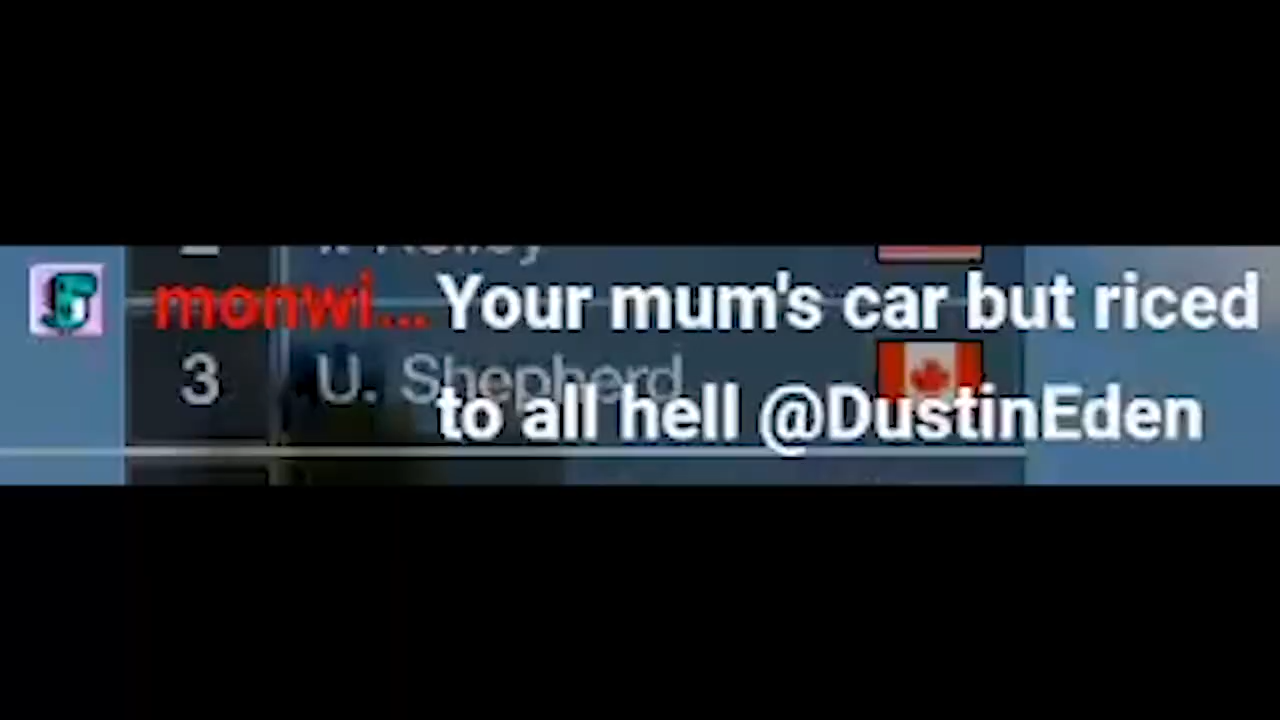 monwi... Your mum's car but riced
3 U. Shepherd
to all hell @DustinEden